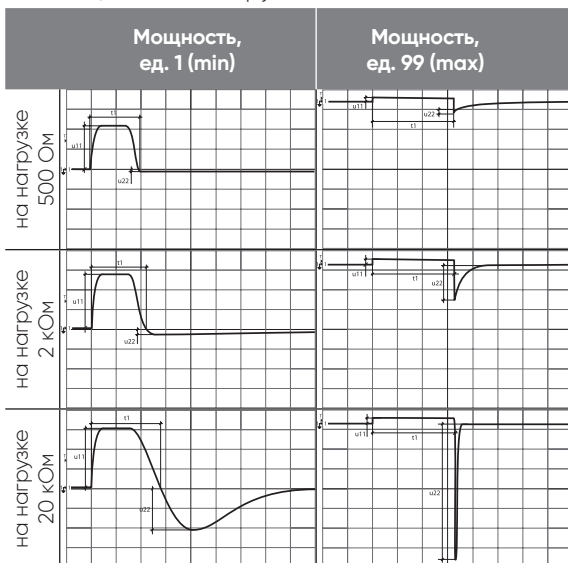 Мощность,
ед. 1 (min)
Мощность,
ед. 99 (max)
на нагрузке
500 Ом
t1
u11
u22
u11
t1
u22
на нагрузке
2 кОм
t1
u11
u22
u11
t1
u22
на нагрузке
20 кОм
t1
u11
u22
u11
t1
u22